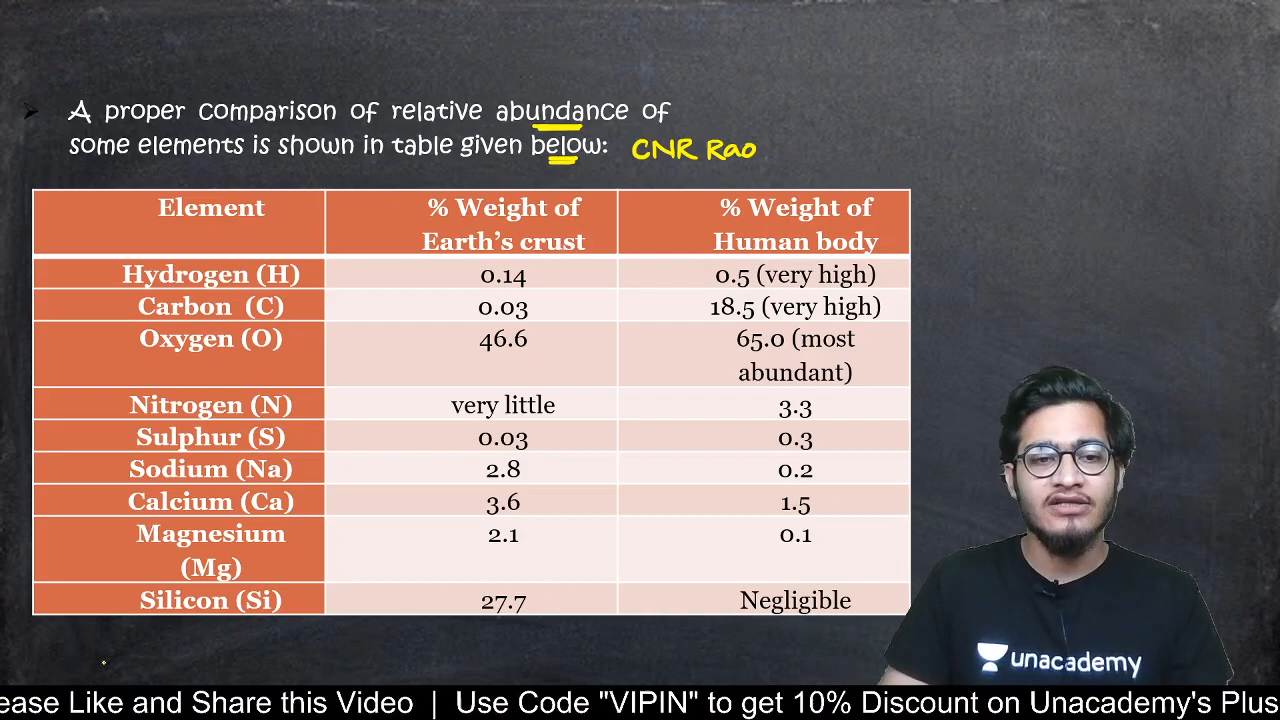 A proper comparison of relative abundance of
some elements is shown in table given below: CNR Rao
Element % Weight of Earth's crust % Weight of Human body
Hydrogen (H) 0.14 0.5 (very high)
Carbon (C) 0.03 18.5 (very high)
Oxygen (O) 46.6 65.0 (most abundant)
Nitrogen (N) very little 3.3
Sulphur (S) 0.03 0.3
Sodium (Na) 2.8 0.2
Calcium (Ca) 3.6 1.5
Magnesium (Mg) 2.1 0.1
Silicon (Si) 27.7 Negligible
unacademy
ease Like and Share this Video | Use Code "VIPIN" to get 10% Discount on Unacademy's Plus